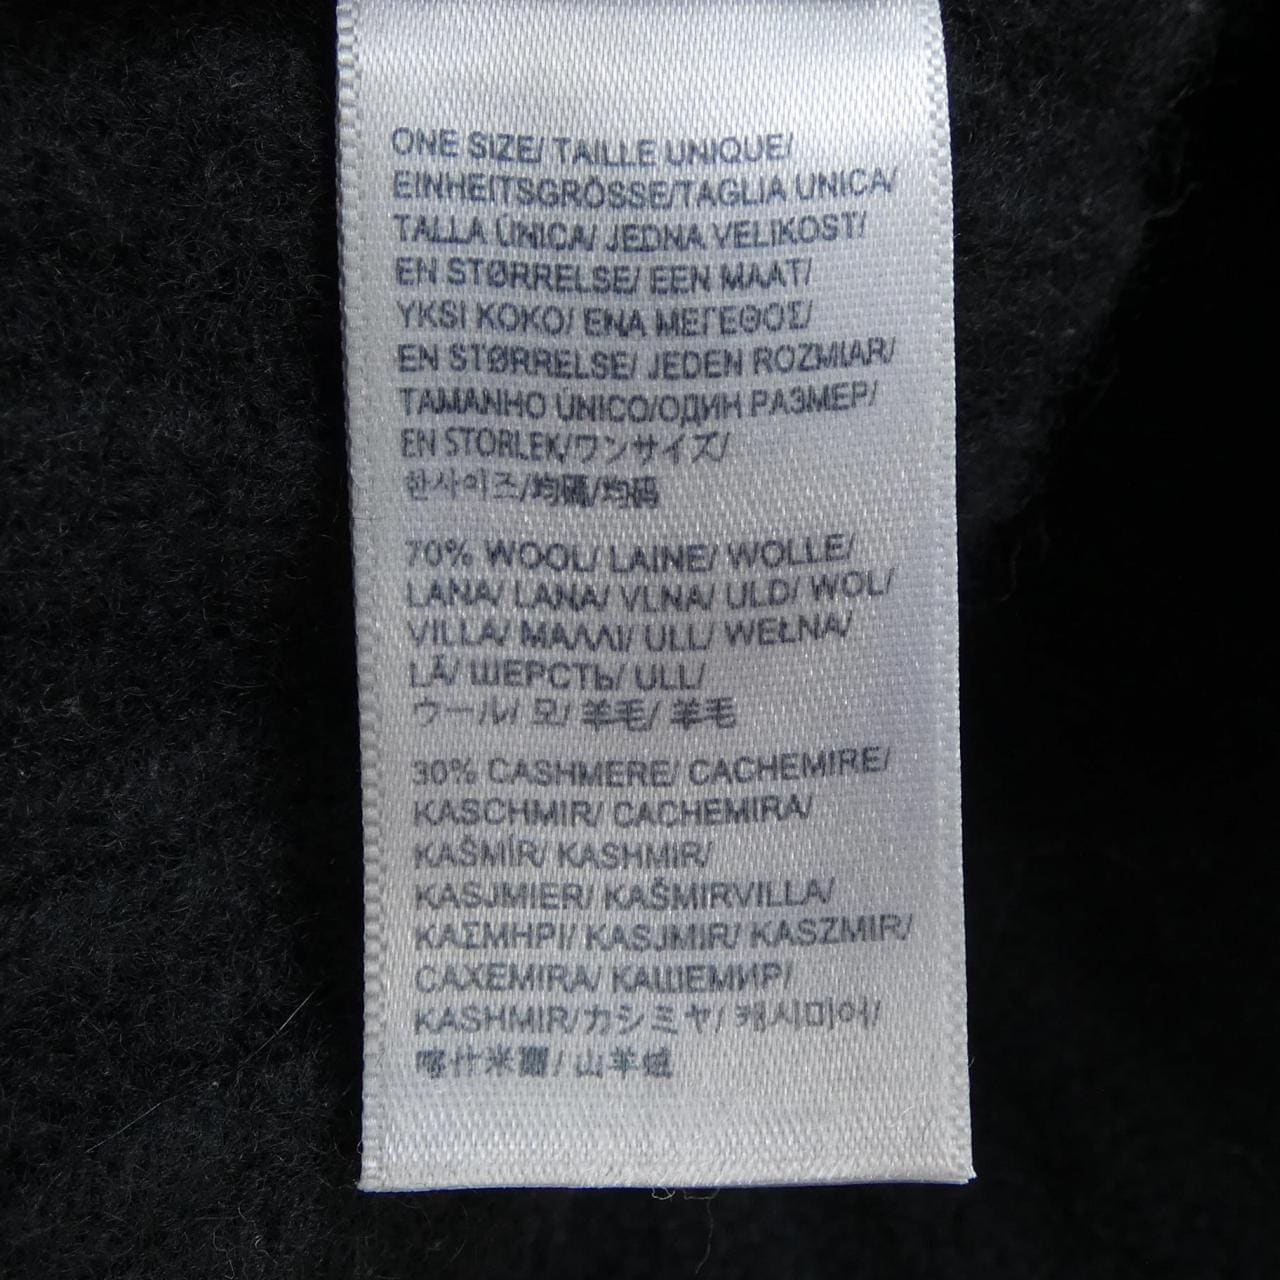 ONE SIZE/ TAILLE UNIQUE/
EINHEITSGRÖSSE/TAGLIA UNICA/
TALLA ÚNICA/ JEDNA VELIKOST/
EN STØRRELSE/ EEN MAAT/
YKSI KOKO/ ΕΝΑ ΜΕΓΕΘΟΣ/
EN STØRRELSE/ JEDEN ROZMIAR/
TAMANHO ÚNICO/ОДИН РАЗМЕР/
EN STORLEK/ワンサイズ/
한사이즈/均碼/均码
70% WOOL/ LAINE/ WOLLE/
LANA/ LANA/ VLNA/ ULD/ WOL/
VILLA/ ΜΑΛΛΙ/ ULL/ WEŁNA/
LÃ/ ШЕРСТЬ/ ULL/
ウール/ 모/ 羊毛/ 羊毛
30% CASHMERE/ CACHEMIRE/
KASCHMIR/ CACHEMIRA/
KAŠMÍR/ KASHMIR/
KASJMIER/ KAŠMIRVILLA/
ΚΑΣΜΗΡΙ/ KASJMIR/ KASZMIR/
CAXEMIRA/ КАШЕМИР/
KASHMIR/カシミヤ/ 캐시미어/
喀什米爾/ 山羊绒